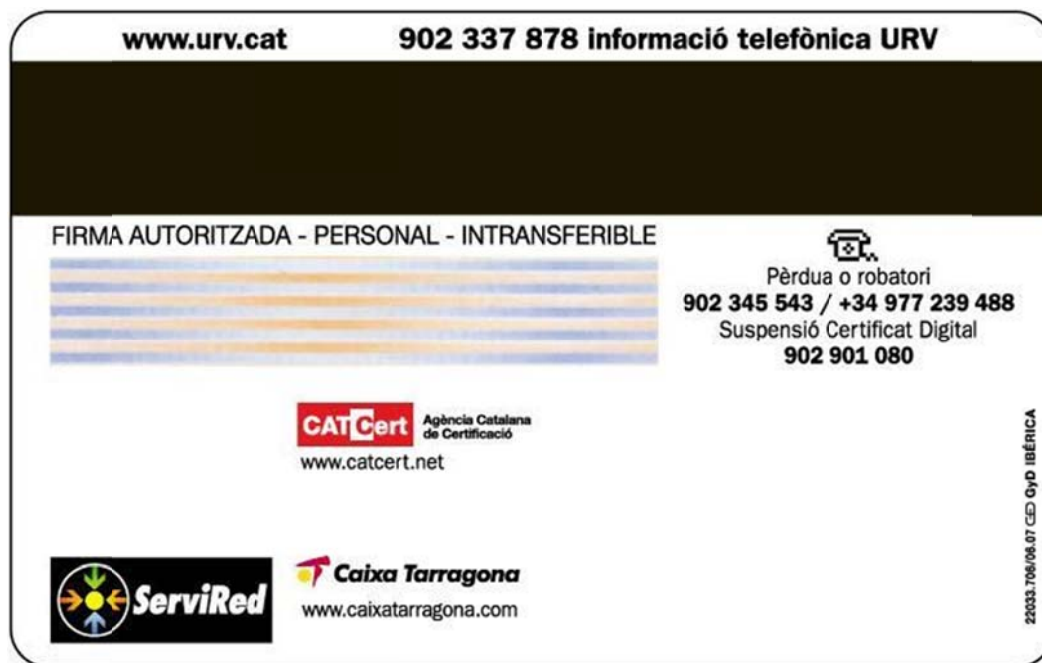 www.urv.cat 902 337 878 informació telefònica URV
FIRMA AUTORITZADA - PERSONAL - INTRANSFERIBLE
Pèrdua o robatori
902 345 543 / +34 977 239 488
Suspensió Certificat Digital
902 901 080
CATCert Agència Catalana
de Certificació
www.catcert.net
ServiRed
Caixa Tarragona
www.caixatarragona.com
22033.706/06.07 G&D GyD IBÉRICA